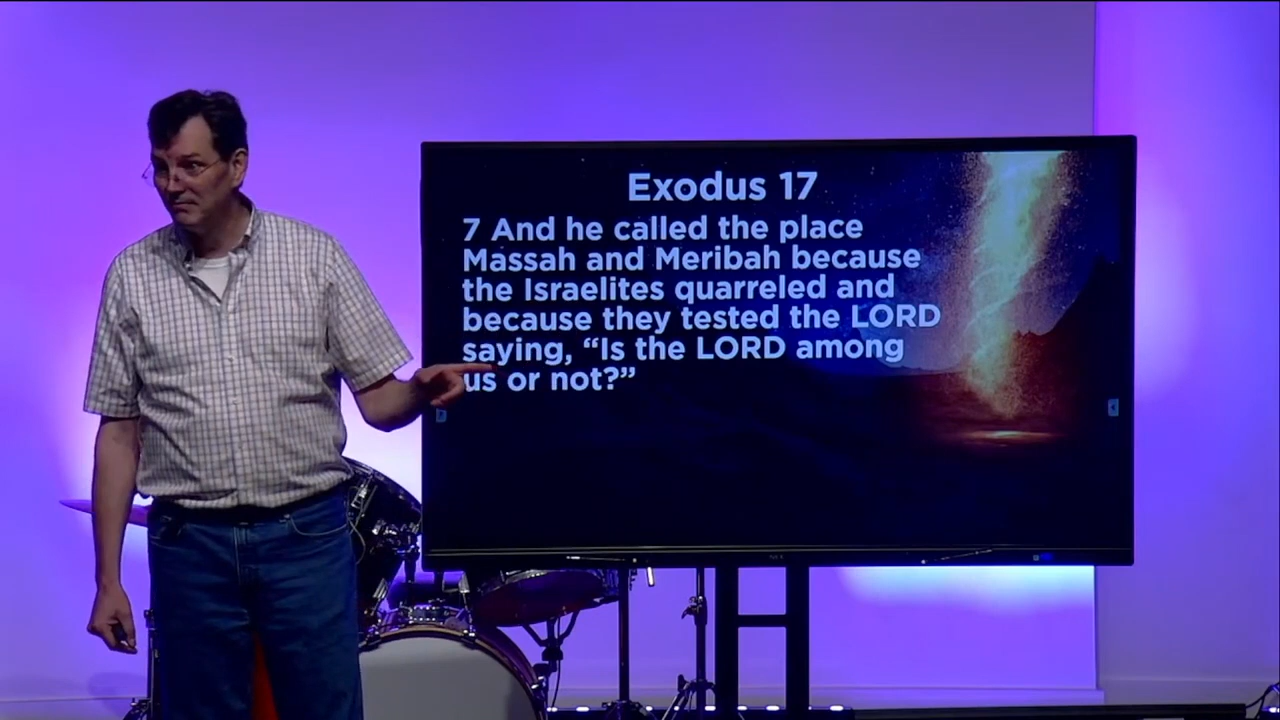 Exodus 17
7 And he called the place
Massah and Meribah because
the Israelites quarreled and
because they tested the LORD
saying, “Is the LORD among
us or not?”